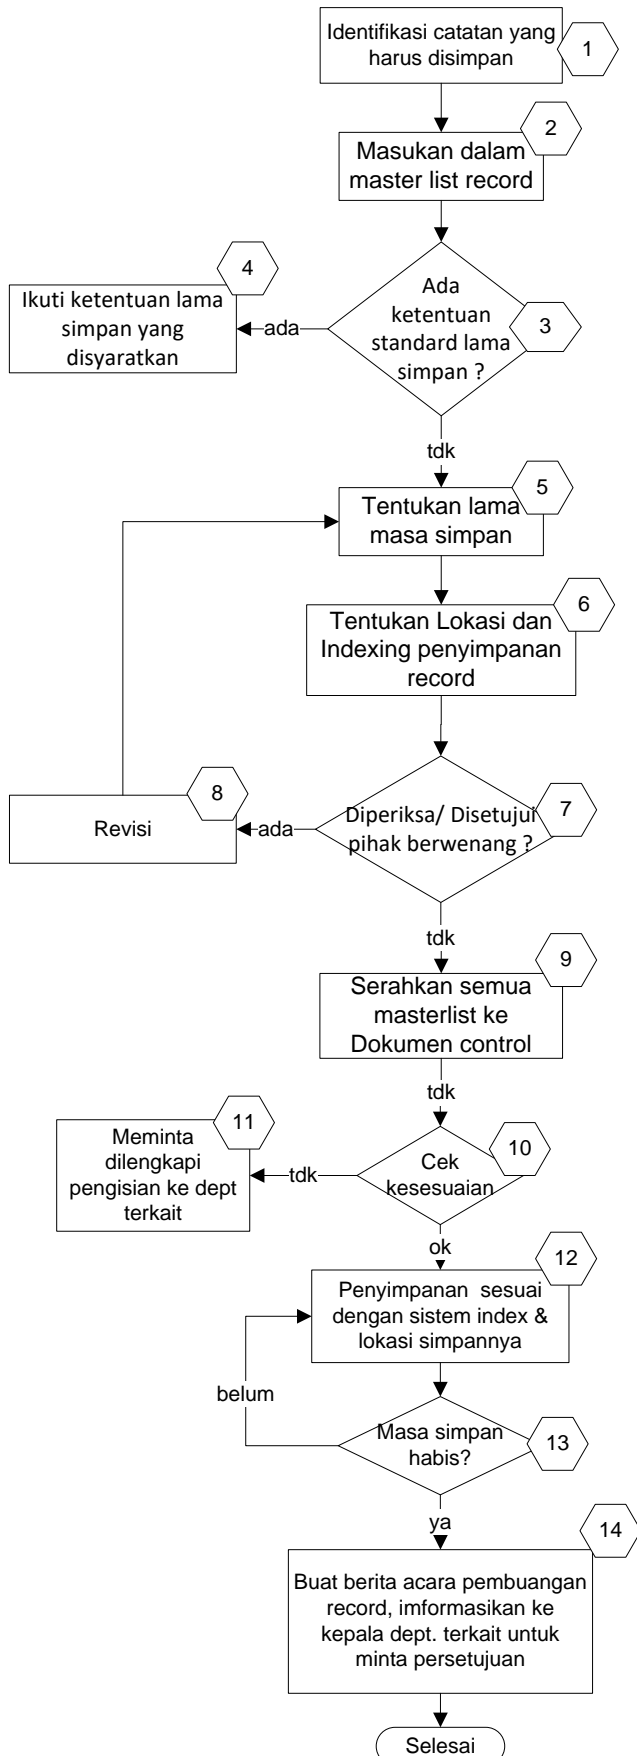 Identifikasi catatan yang
harus disimpan
1
2
Masukan dalam
master list record
4
Ikuti ketentuan lama
simpan yang
disyaratkan
ada
Ada
ketentuan
standard lama
simpan ?
3
tdk
5
Tentukan lama
masa simpan
6
Tentukan Lokasi dan
Indexing penyimpanan
record
8
Revisi
ada
Diperiksa/ Disetujui
pihak berwenang ?
7
tdk
9
Serahkan semua
masterlist ke
Dokumen control
tdk
11
Meminta
dilengkapi
pengisian ke dept
terkait
tdk
Cek
kesesuaian
10
ok
12
Penyimpanan sesuai
dengan sistem index &
lokasi simpannya
belum
Masa simpan
habis?
13
ya
14
Buat berita acara pembuangan
record, imformasikan ke
kepala dept. terkait untuk
minta persetujuan
Selesai